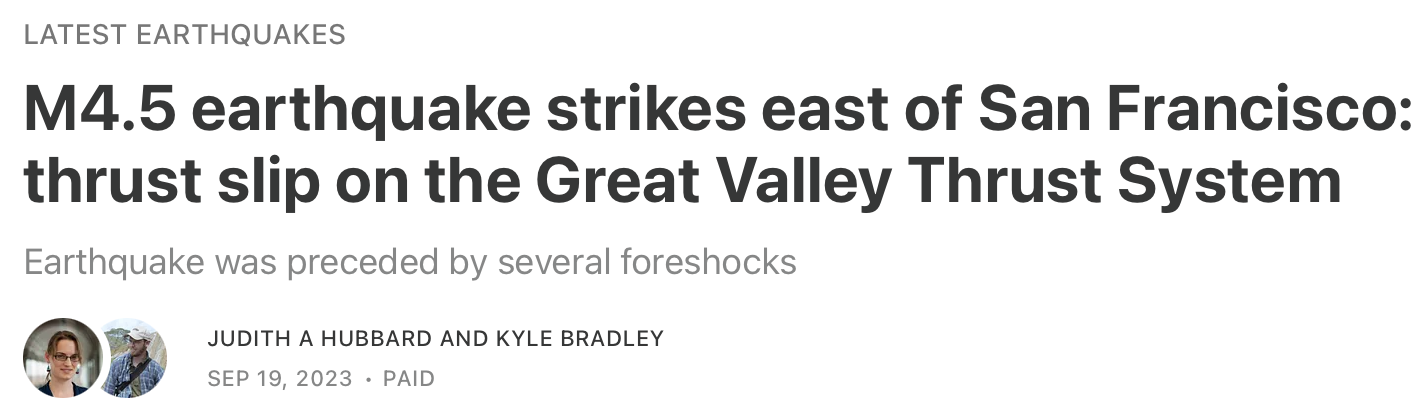 LATEST EARTHQUAKES
M4.5 earthquake strikes east of San Francisco:
thrust slip on the Great Valley Thrust System
Earthquake was preceded by several foreshocks
JUDITH A HUBBARD AND KYLE BRADLEY
SEP 19, 2023 • PAID